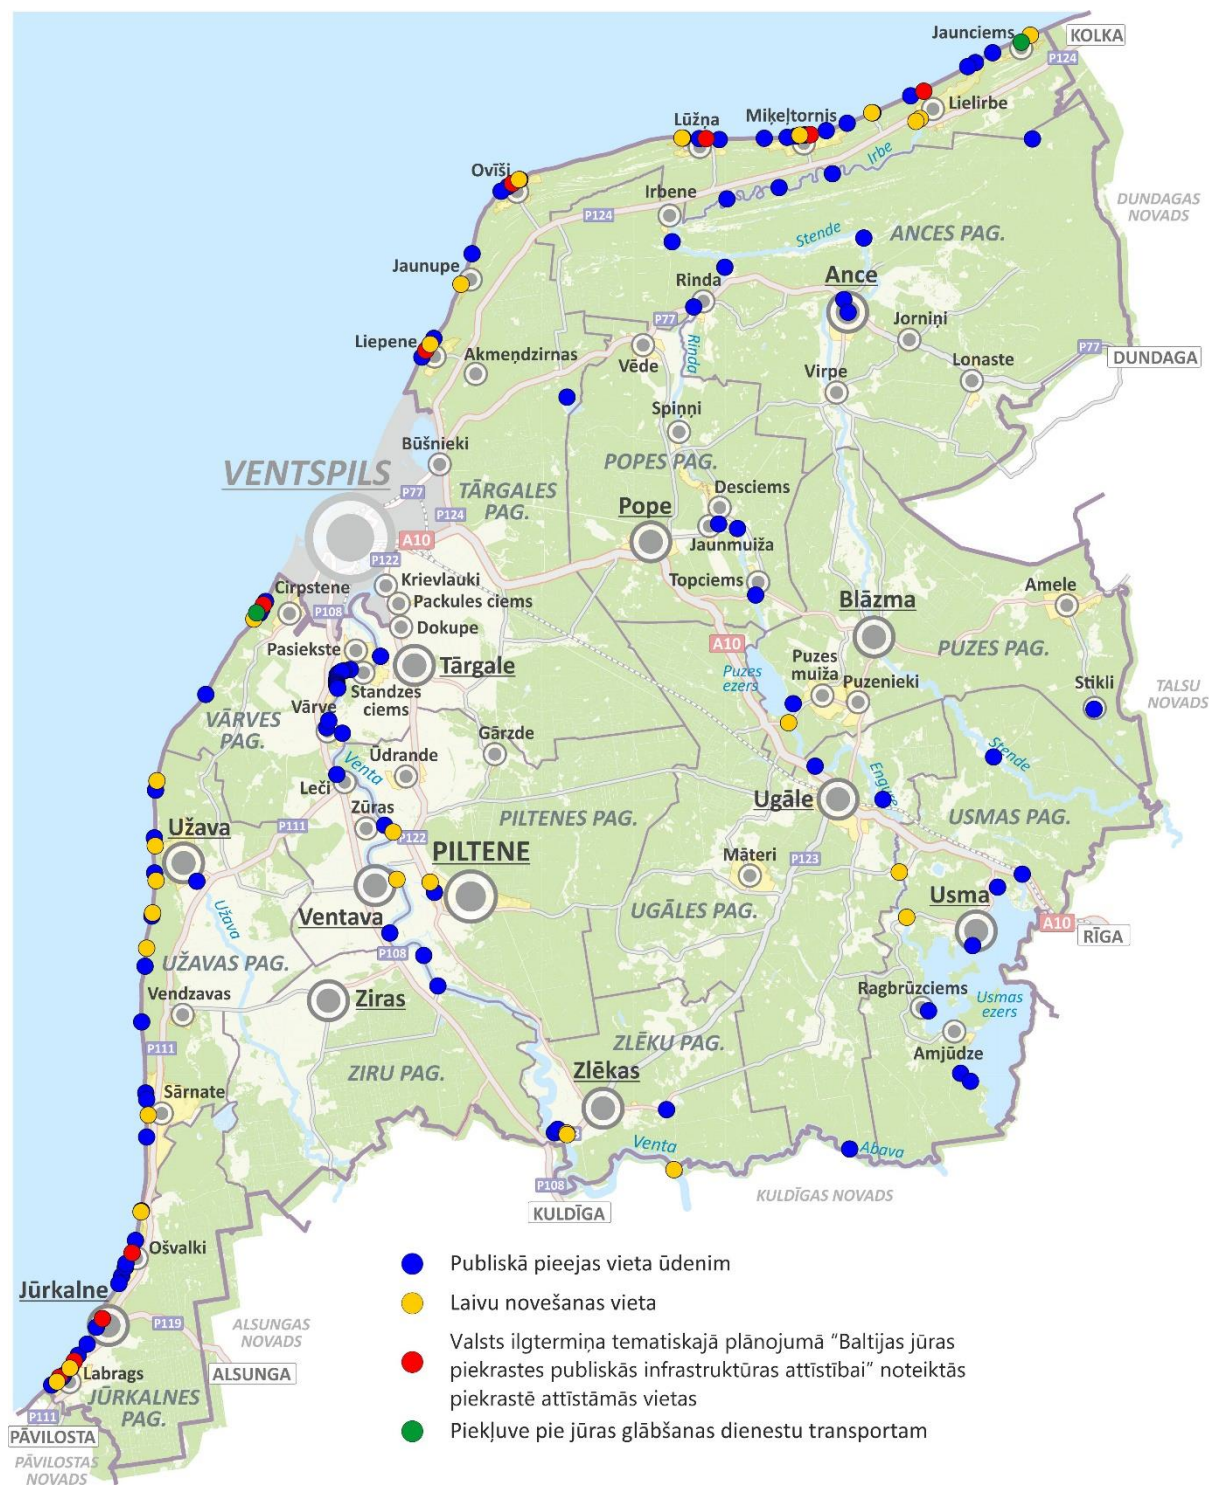 Jaunciems
KOLKA
P124
Lielirbe
Miķeļtornis
Lūžņa
Irbe
Ovīši
Irbene
P124
DUNDAGAS
NOVADS
Stende
ANCES PAG.
Jaunupe
Rinda
Ance
P77
Jorniņi
Liepene
Akmeņdzirnas
Vēde
Rinda
Virpe
Lonaste
P77
DUNDAGA
Spiņņi
Būšnieki
POPES PAG.
VENTSPILS
P77
TĀRGALES
PAG.
P124
Desciems
Pope
Jaunmuiža
A10
P122
Krievlauki
Topciems
Amele
Cirpstene
Packules ciems
Blāzma
P108
Dokupe
Pasiekste
A10
PUZES PAG.
Tārgale
Puzes
ezers
Puzes
muiža
Puzenieki
Stikli
TALSU
NOVADS
Standzes
ciems
VĀRVES
PAG.
Vārve
Gārzde
Ūdrande
Venta
Stende
Leči
Engure
Ugāle
Zūras
P111
P122
PILTENES PAG.
USMAS PAG.
Užava
PILTENE
Māteri
P123
Usma
Ventava
UGĀLES PAG.
A10
RĪGA
Užava
P108
UŽAVAS PAG.
Vendzavas
Ziras
Ragbrūzciems
Usmas
ezers
P111
ZLĒKU PAG.
Amjūdze
ZIRU PAG.
Zlēkas
Sārnate
Venta
Abava
P108
KULDĪGAS NOVADS
KULDĪGA
Ošvalki
Publiskā pieejas vieta ūdenim
Jūrkalne
Laivu novešanas vieta
P119
ALSUNGAS
NOVADS
Valsts ilgtermiņa tematiskajā plānojumā “Baltijas jūras
piekrastes publiskās infrastruktūras attīstībai” noteiktās
piekrastē attīstāmās vietas
Labrags
ALSUNGA
JŪRKALNES
PAG.
P111
Piekļuve pie jūras glābšanas dienestu transportam
PĀVILOSTA
PĀVILOSTAS
NOVADS